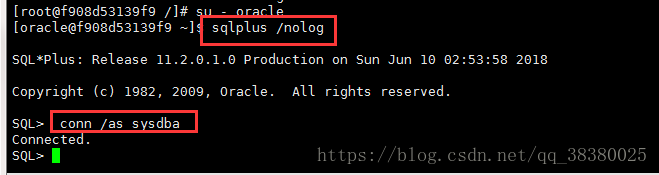 [root@f908d53139f9 /]# su - oracle
[oracle@f908d53139f9 ~]$ sqlplus /nolog
SQL*Plus: Release 11.2.0.1.0 Production on Sun Jun 10 02:53:58 2018
Copyright (c) 1982, 2009, Oracle.  All rights reserved.
SQL> conn /as sysdba
Connected.
SQL>
https://blog.csdn.net/qq_38380025